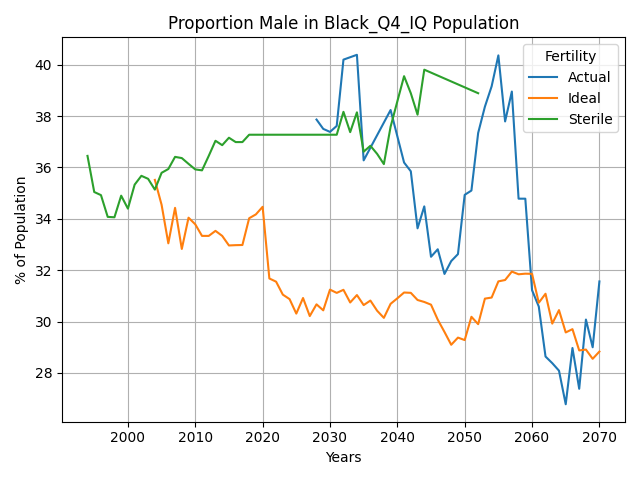 Proportion Male in Black_Q4_IQ Population
% of Population
40
38
36
34
32
30
28
Fertility
Actual
Ideal
Sterile
2000
2010
2020
2030
2040
2050
2060
2070
Years